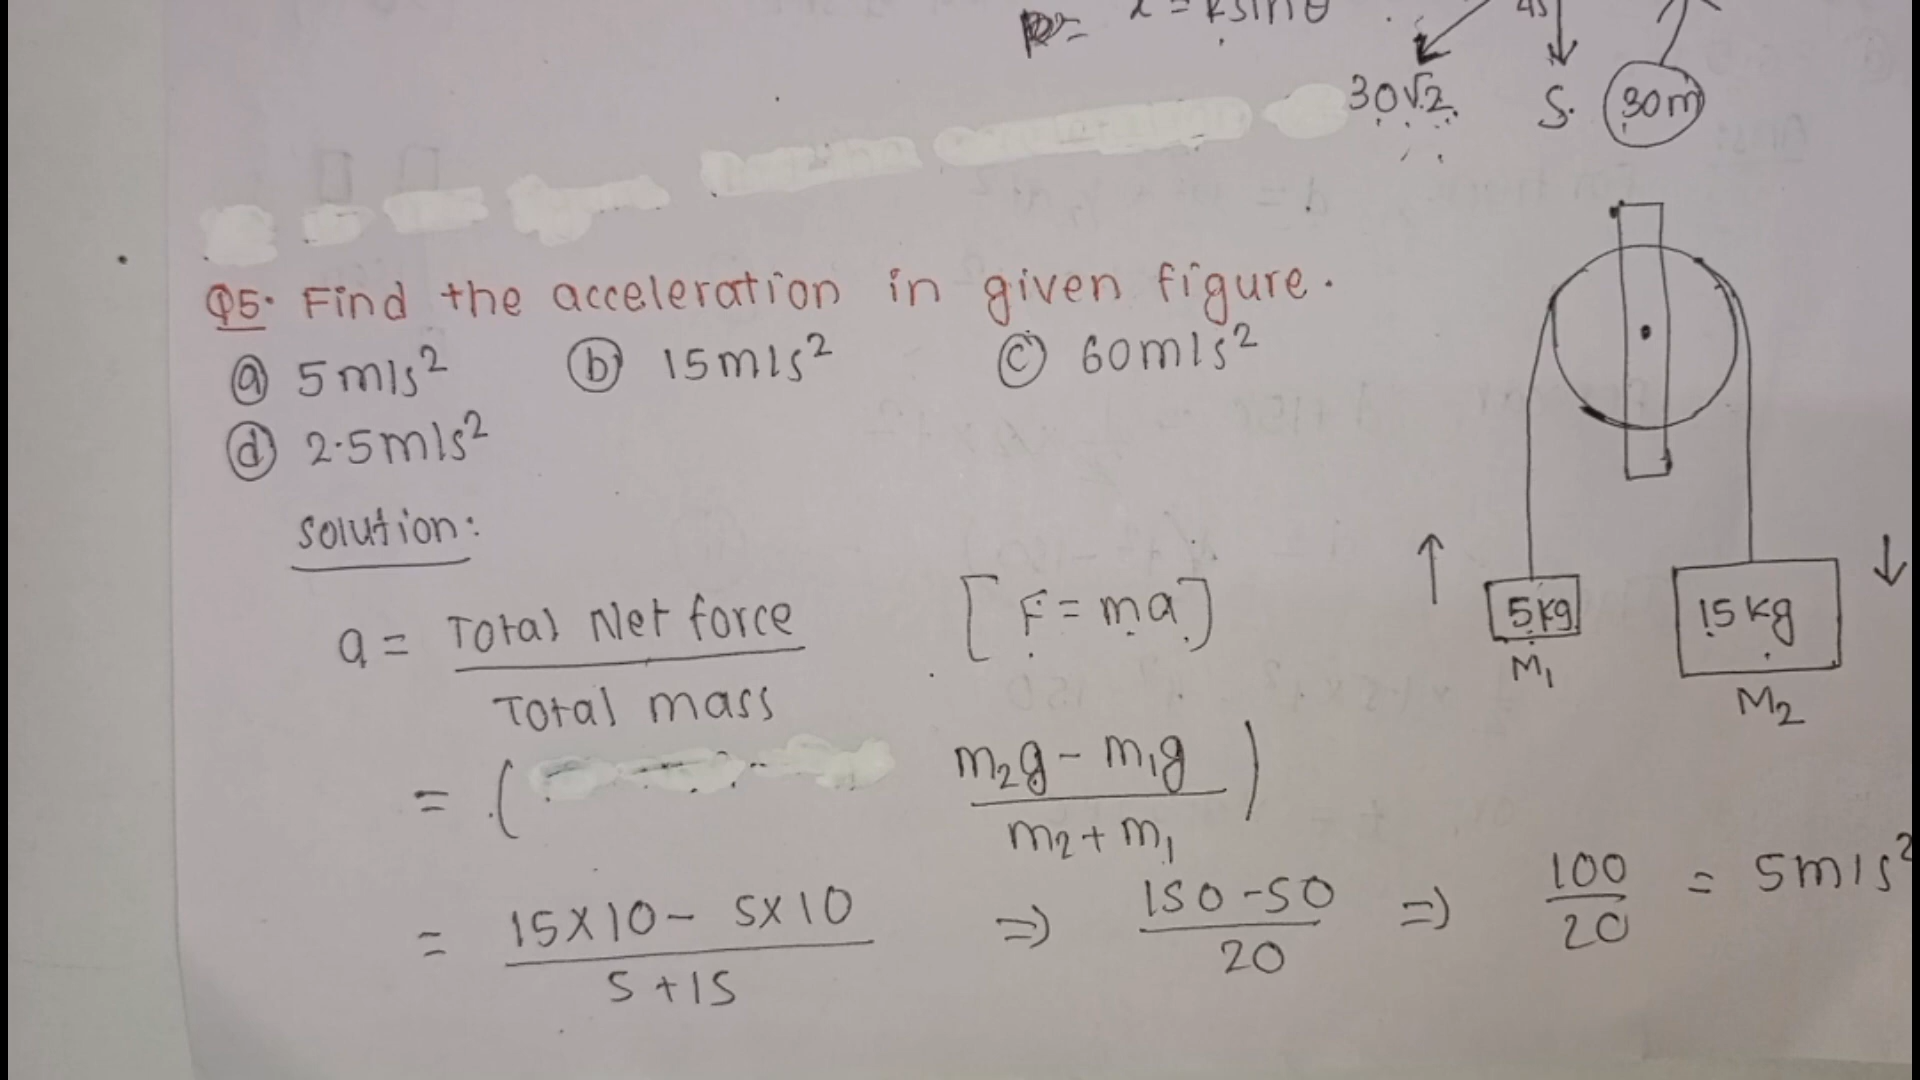 x = rsinθ
45
30√2
S.
30m
Q5. Find the acceleration in given figure.
(a) 5m/s² (b) 15m/s² (c) 60m/s²
(d) 2.5m/s²
Solution:
a = Total Net force / Total mass [F = ma]
5kg
M₁
15kg
M₂
= ( m₂g - m₁g / m₂ + m₁ )
= 15×10 - 5×10 / 5 + 15 ⇒ 150 - 50 / 20 ⇒ 100 / 20 = 5m/s²